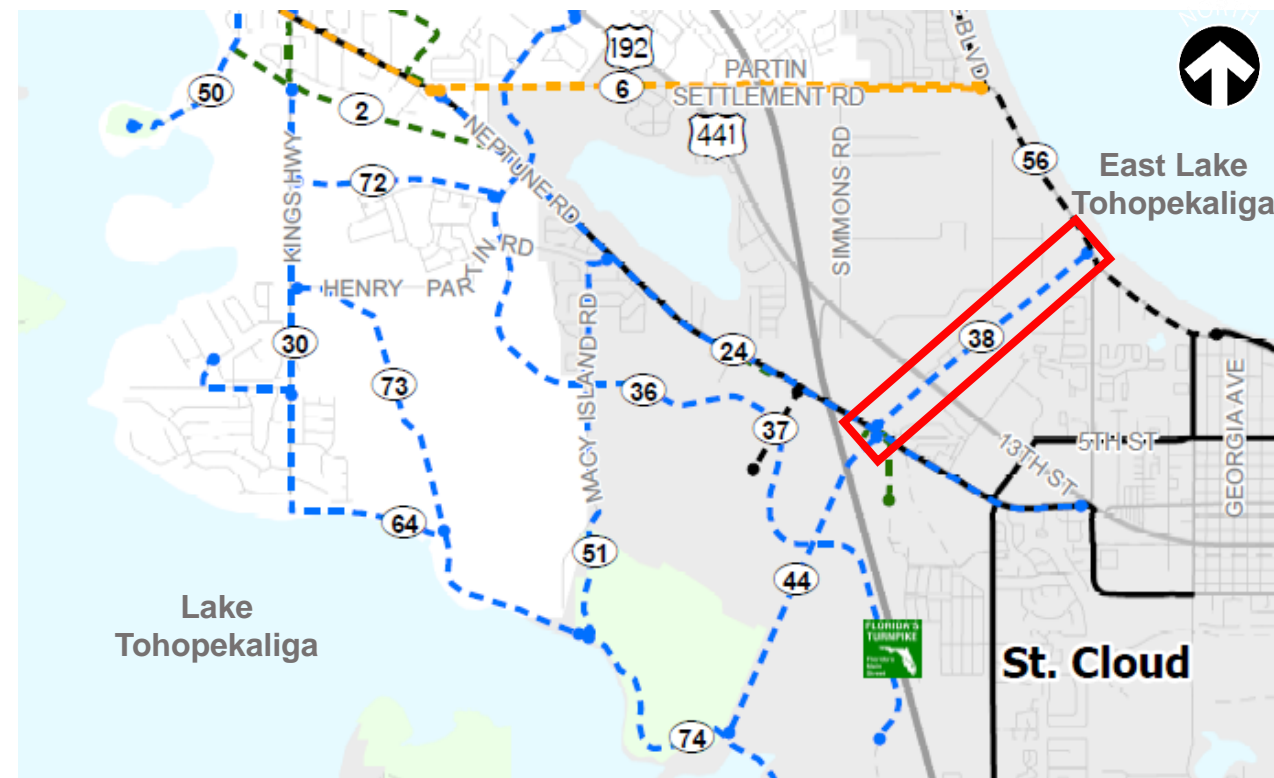 NORTH
BLVD
192
PARTIN
6
SETTLEMENT RD
50
2
441
NEPTUNE RD
SIMMONS RD
56
East Lake
Tohopekaliga
72
KINGS HWY
HENRY PARTIN RD
MACY ISLAND RD
30
24
38
73
36
37
13TH ST
5TH ST
GEORGIA AVE
64
51
44
Lake
Tohopekaliga
FLORIDA'S
TURNPIKE
St. Cloud
74